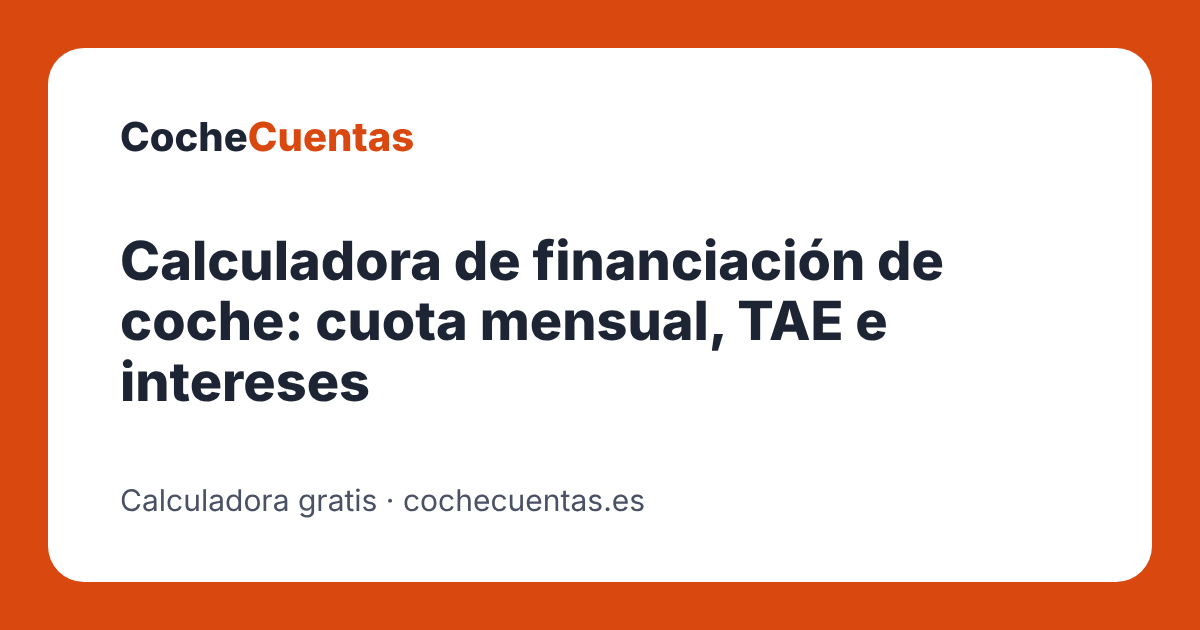 CocheCuentas
Calculadora de financiación de
coche: cuota mensual, TAE e
intereses
Calculadora gratis · cochecuentas.es